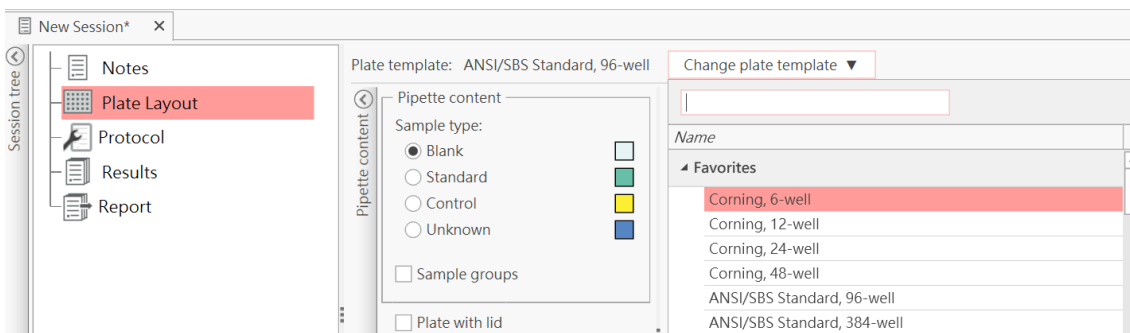 New Session*
Session tree
Notes
Plate Layout
Protocol
Results
Report
Plate template: ANSI/SBS Standard, 96-well
Change plate template ▼
Pipette content
Pipette content
Sample type:
Blank
Standard
Control
Unknown
Sample groups
Plate with lid
Name
Favorites
Corning, 6-well
Corning, 12-well
Corning, 24-well
Corning, 48-well
ANSI/SBS Standard, 96-well
ANSI/SBS Standard, 384-well